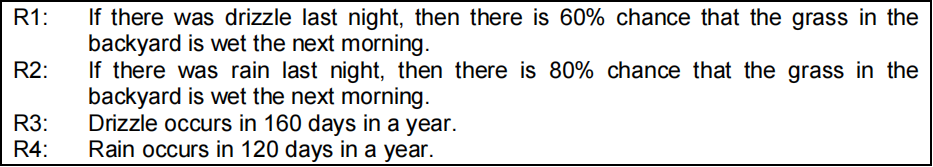 R1: If there was drizzle last night, then there is 60% chance that the grass in the
backyard is wet the next morning.
R2: If there was rain last night, then there is 80% chance that the grass in the
backyard is wet the next morning.
R3: Drizzle occurs in 160 days in a year.
R4: Rain occurs in 120 days in a year.